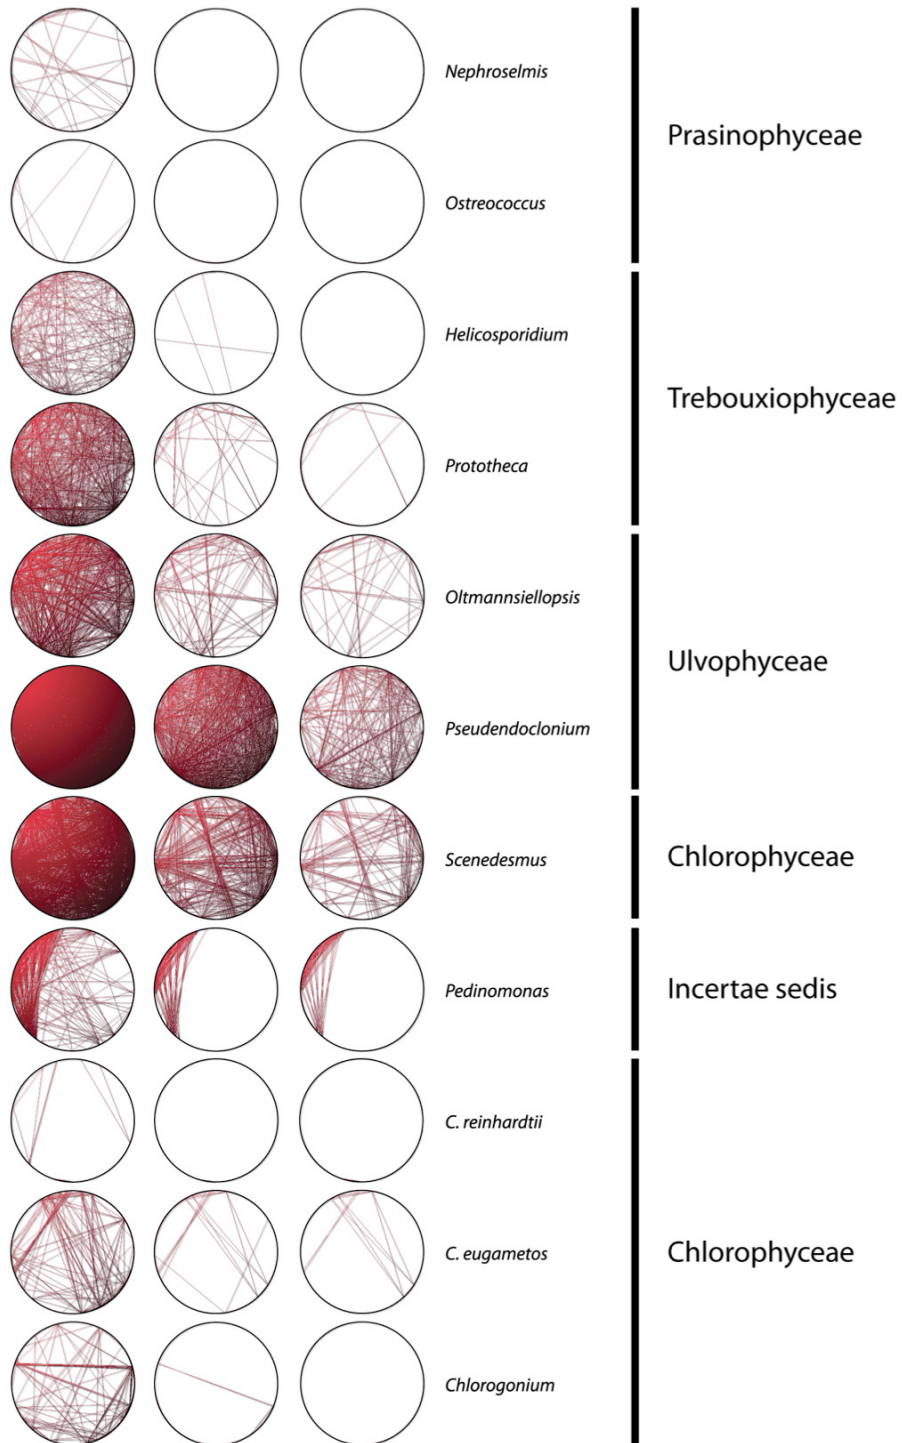 Nephroselmis
Prasinophyceae
Ostreococcus
Helicosporidium
Trebouxiophyceae
Prototheca
Oltmannsiellopsis
Ulvophyceae
Pseudendoclonium
Scenedesmus
Chlorophyceae
Pedinomonas
Incertae sedis
C. reinhardtii
C. eugametos
Chlorophyceae
Chlorogonium